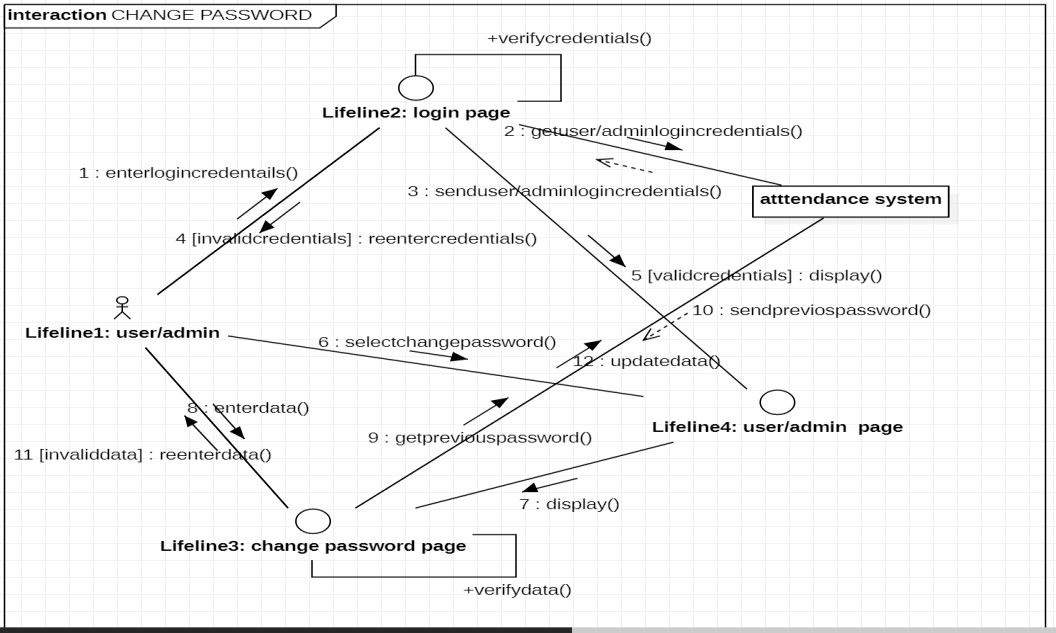 interaction CHANGE PASSWORD
+verifycredentials()
Lifeline2: login page
2 : getuser/adminlogincredentials()
1 : enterlogincredentails()
3 : senduser/adminlogincredentials()
atttendance system
4 [invalidcredentials] : reentercredentials()
5 [validcredentials] : display()
10 : sendpreviospassword()
Lifeline1: user/admin
6 : selectchangepassword()
12 : updatedata()
8 : enterdata()
Lifeline4: user/admin page
9 : getpreviouspassword()
11 [invaliddata] : reenterdata()
7 : display()
Lifeline3: change password page
+verifydata()